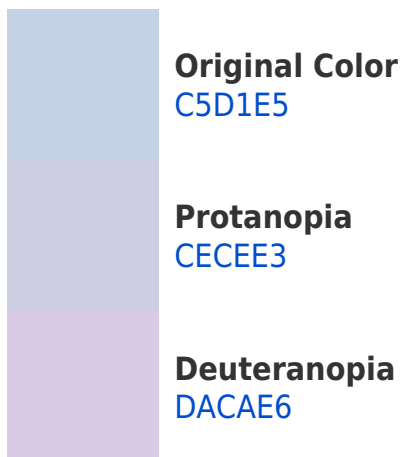 Original Color
C5D1E5
Protanopia
CECEE3
Deuteranopia
DACAE6